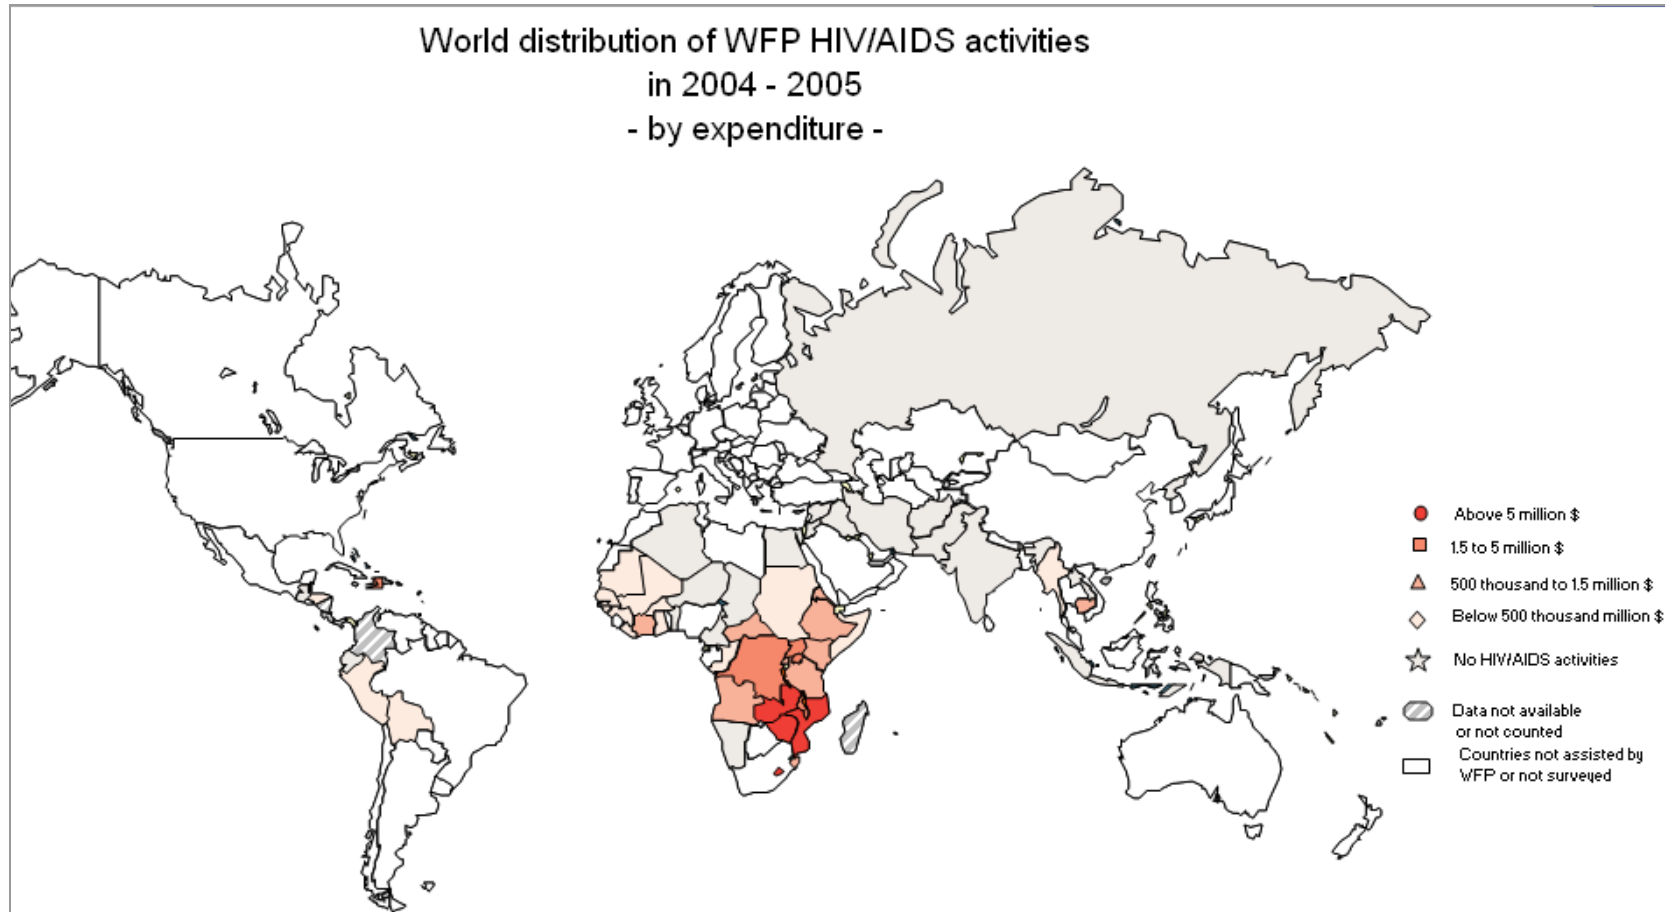 World distribution of WFP HIV/AIDS activities
in 2004 - 2005
- by expenditure -
Above 5 million $
1.5 to 5 million $
500 thousand to 1.5 million $
Below 500 thousand million $
No HIV/AIDS activities
Data not available
or not counted
Countries not assisted by
WFP or not surveyed